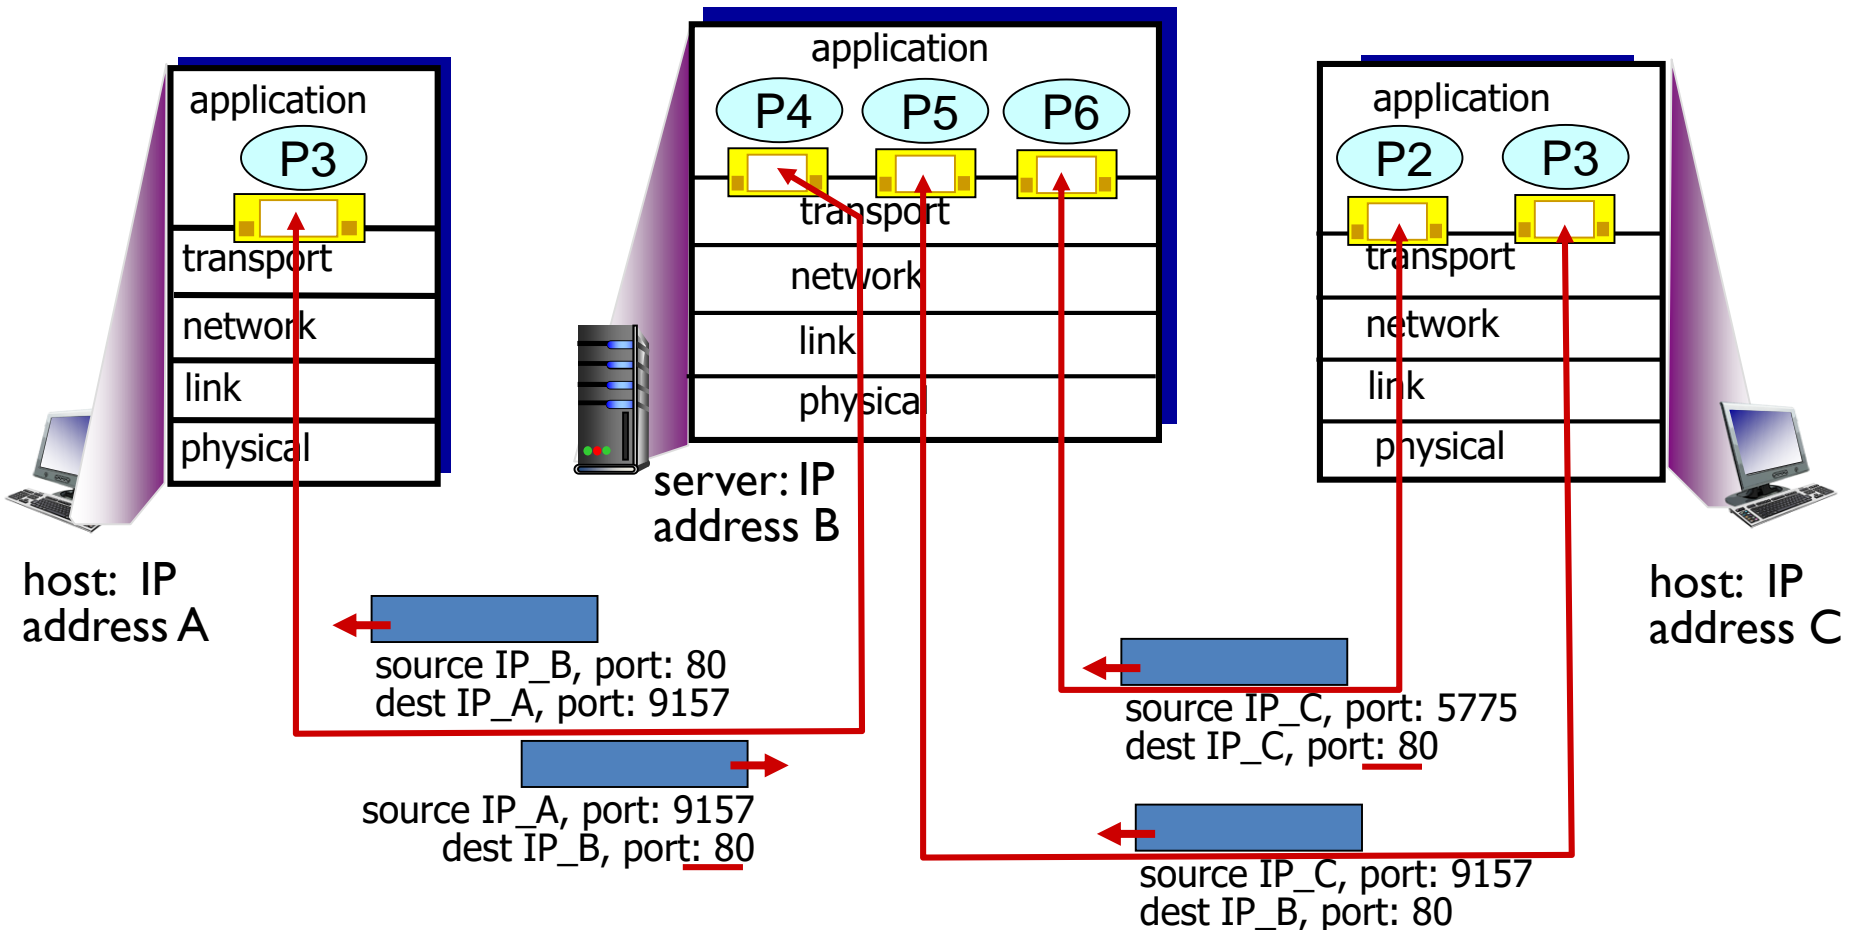 application
P3
transport
network
link
physical
host: IP
address A
application
P4
P5
P6
transport
network
link
physical
server: IP
address B
application
P2
P3
transport
network
link
physical
host: IP
address C
source IP_B, port: 80
dest IP_A, port: 9157
source IP_A, port: 9157
dest IP_B, port: 80
source IP_C, port: 5775
dest IP_C, port: 80
source IP_C, port: 9157
dest IP_B, port: 80